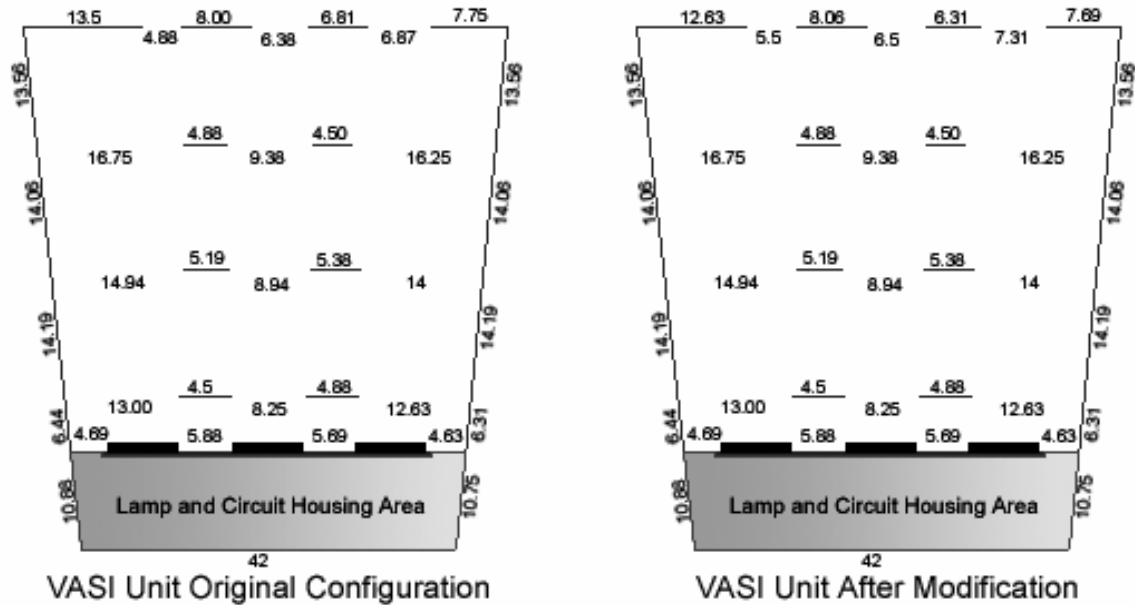 13.5 8.00 6.81 7.75
4.88 6.38 6.87
13.56 13.56
4.88 4.50
16.75 9.38 16.25
14.06 14.06
5.19 5.38
14.94 8.94 14
14.19 14.19
4.5 4.88
13.00 8.25 12.63
6.44 4.69 5.88 5.69 4.63 6.31
10.88 Lamp and Circuit Housing Area 10.75
42
VASI Unit Original Configuration
12.63 8.06 6.31 7.69
5.5 6.5 7.31
13.56 13.56
4.88 4.50
16.75 9.38 16.25
14.06 14.06
5.19 5.38
14.94 8.94 14
14.19 14.19
4.5 4.88
13.00 8.25 12.63
6.44 4.69 5.88 5.69 4.63 6.31
10.88 Lamp and Circuit Housing Area 10.75
42
VASI Unit After Modification